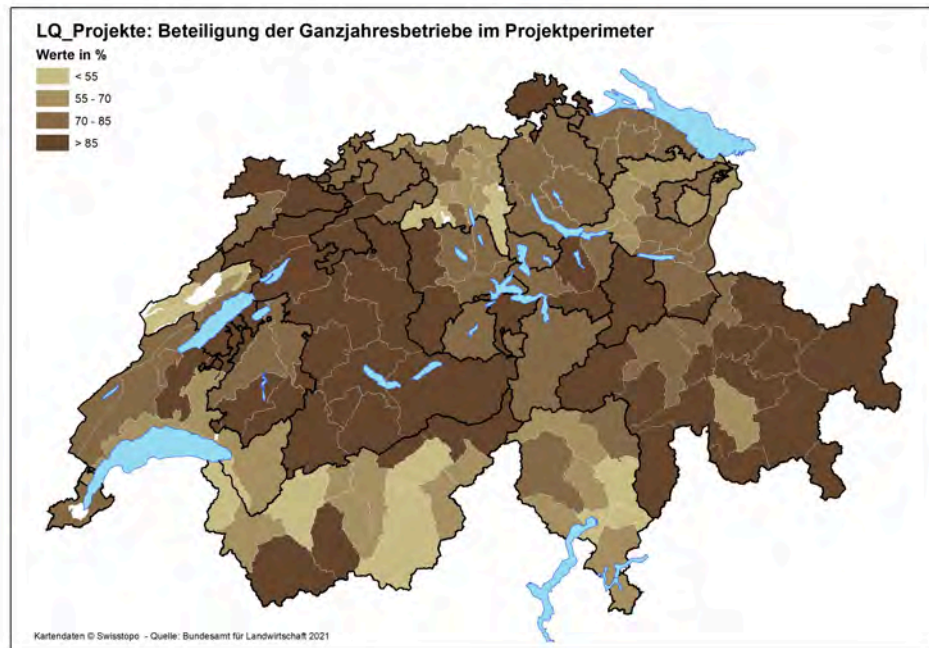 LQ_Projekte: Beteiligung der Ganzjahresbetriebe im Projektperimeter
Werte in %
< 55
55 - 70
70 - 85
> 85
Kartendaten © Swisstopo - Quelle: Bundesamt für Landwirtschaft 2021